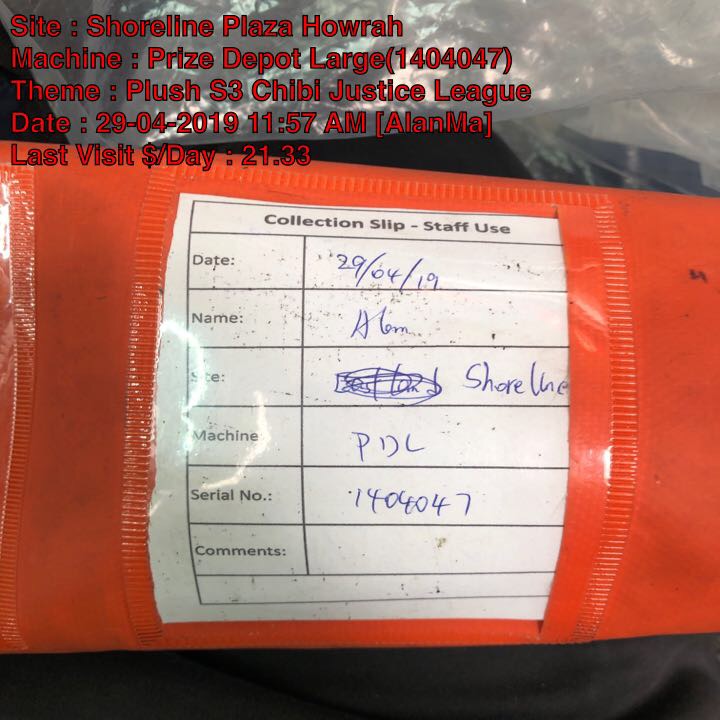 Site : Shoreline Plaza Howrah
Machine : Prize Depot Large(1404047)
Theme : Plush S3 Chibi Justice League
Date : 29-04-2019 11:57 AM [AlanMa]
Last Visit $/Day : 21.33
Collection Slip - Staff Use
Date: 29/04/19
Name: Alan
Site: Shoreline
Machine PDL
Serial No.: 1404047
Comments: